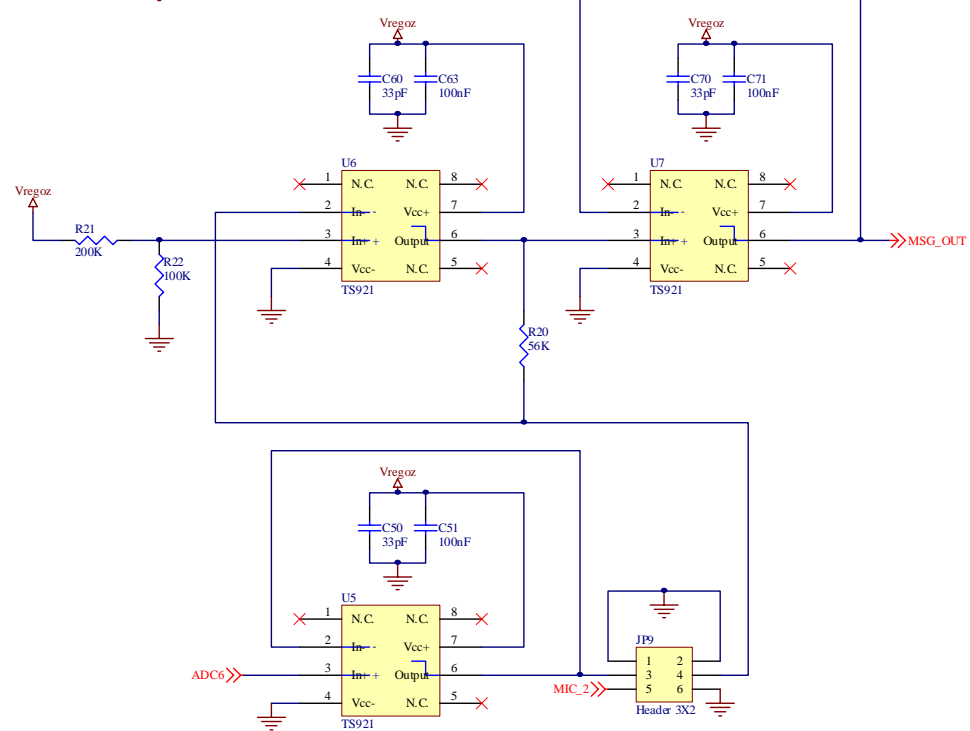 Vregoz
Vregoz
C60
C63
33pF
100nF
C70
C71
33pF
100nF
U6
U7
1 N.C. N.C. 8
1 N.C. N.C. 8
Vregoz
2 In- - Vcc+ 7
2 In- - Vcc+ 7
R21
200K
3 In+ + Output 6
3 In+ + Output 6
MSG_OUT
R22
100K
4 Vcc- N.C. 5
4 Vcc- N.C. 5
TS921
TS921
R20
56K
Vregoz
C50
C51
33pF
100nF
U5
1 N.C. N.C. 8
2 In- - Vcc+ 7
JP9
1 2
ADC6
3 In+ + Output 6
3 4
MIC_2
5 6
4 Vcc- N.C. 5
Header 3X2
TS921